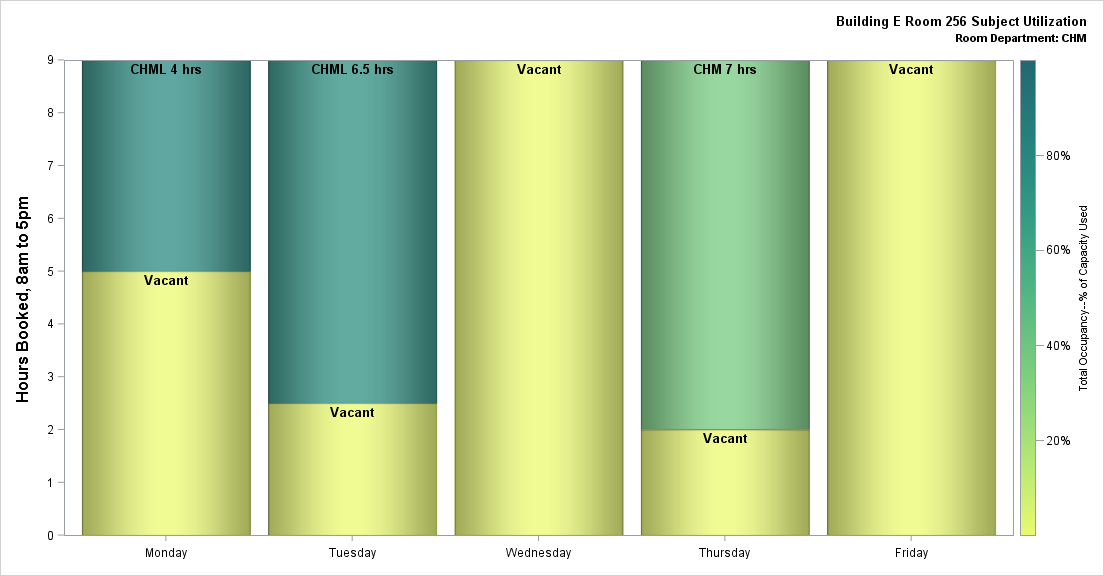 Building E Room 256 Subject Utilization
Room Department: CHM
Hours Booked, 8am to 5pm
9
8
7
6
5
4
3
2
1
0
CHML 4 hrs
Vacant
CHML 6.5 hrs
Vacant
Vacant
CHM 7 hrs
Vacant
Vacant
Monday
Tuesday
Wednesday
Thursday
Friday
80%
60%
40%
20%
Total Occupancy--% of Capacity Used